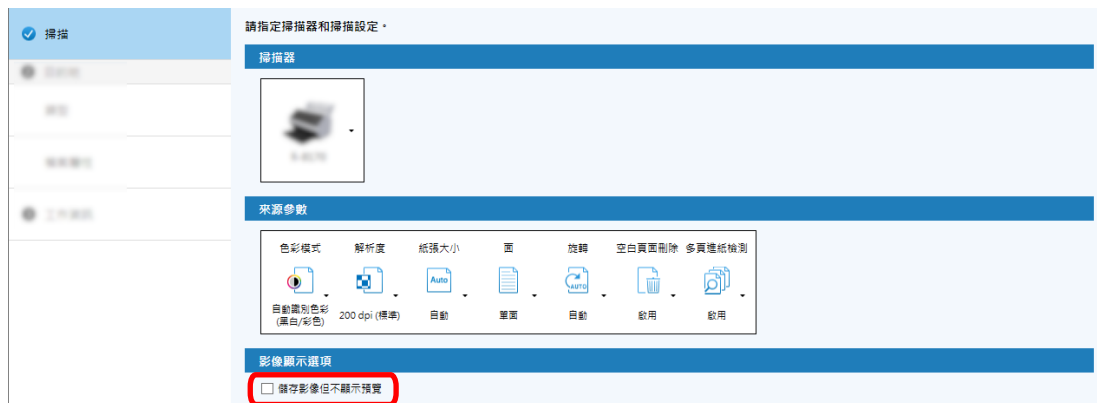 掃描
請指定掃描器和掃描設定。
掃描器
來源參數
色彩模式 解析度 紙張大小 面 旋轉 空白頁面刪除 多頁進紙檢測
Auto
AUTO
自動識別色彩
(黑白/彩色)
200 dpi (標準) 自動 單面 自動 啟用 啟用
影像顯示選項
儲存影像但不顯示預覽